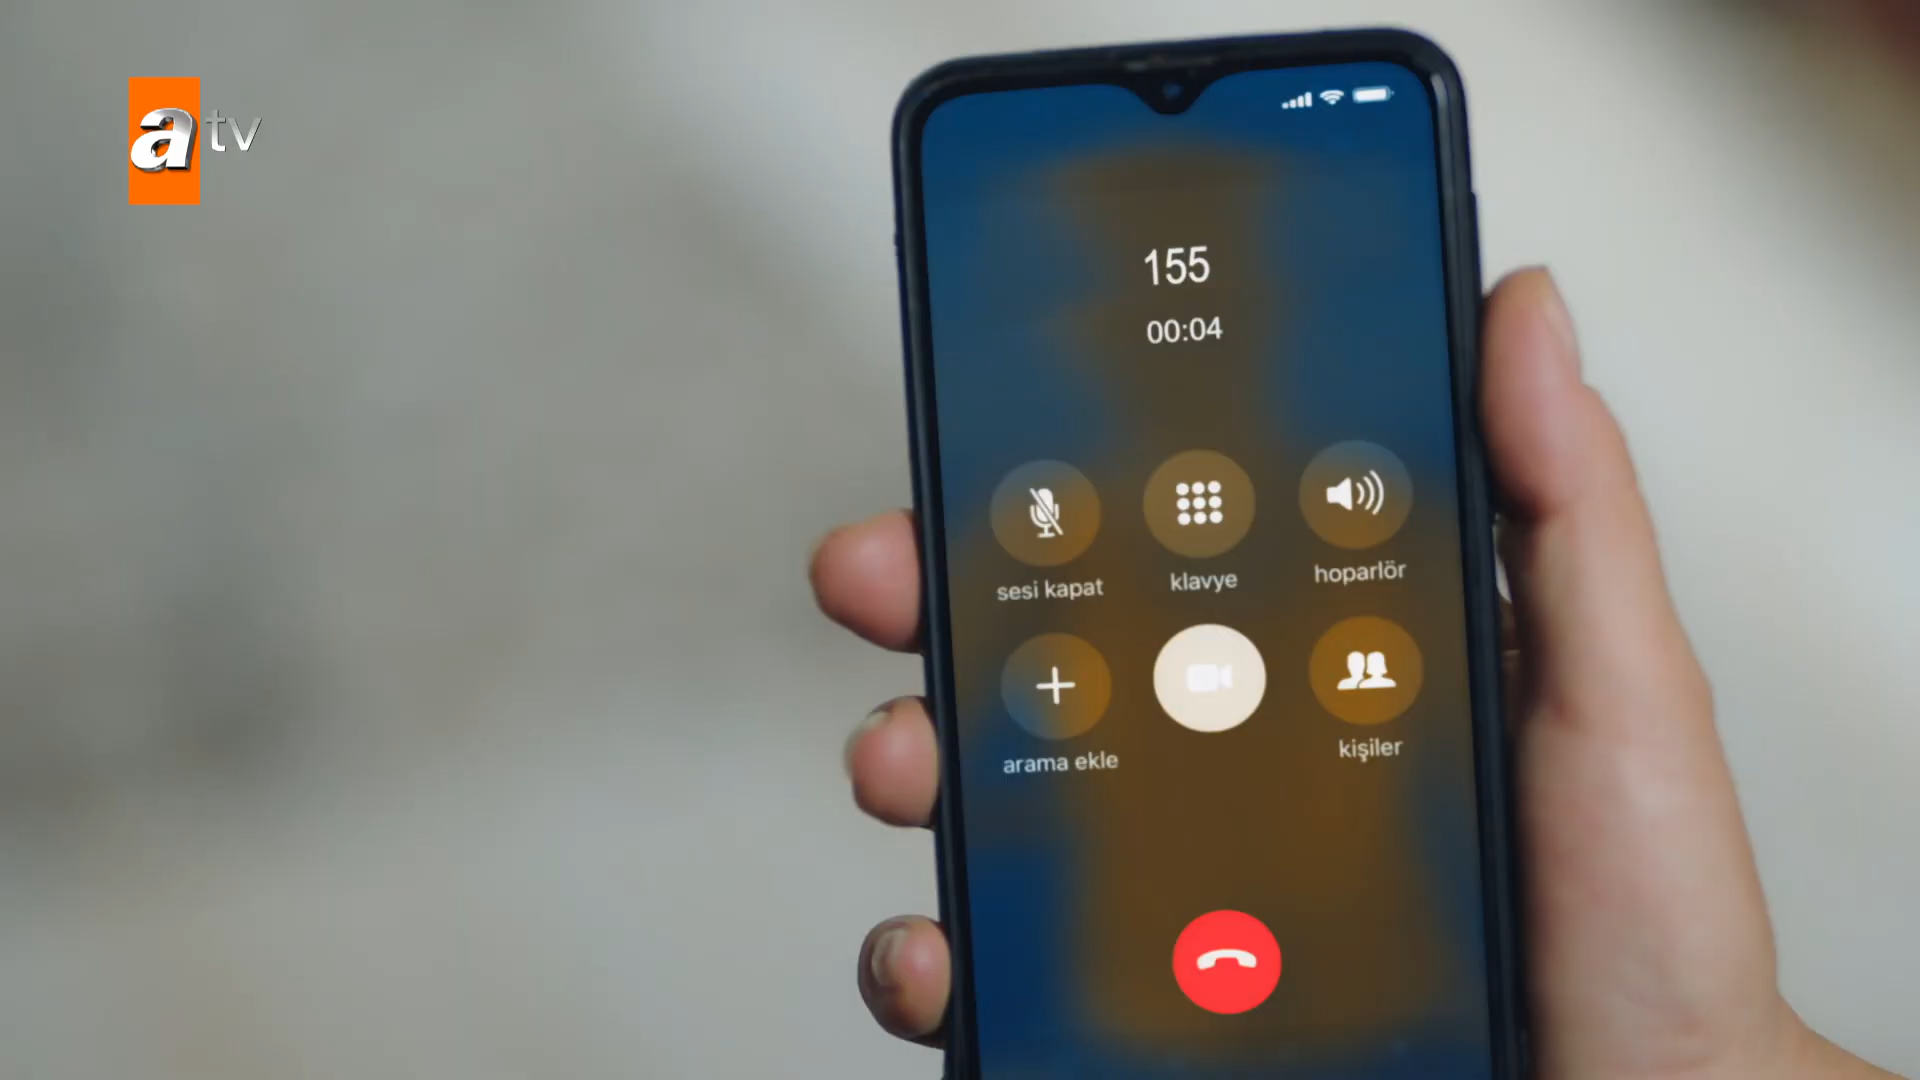 atv
155
00:04
sesi kapat
klavye
hoparlör
arama ekle
kişiler